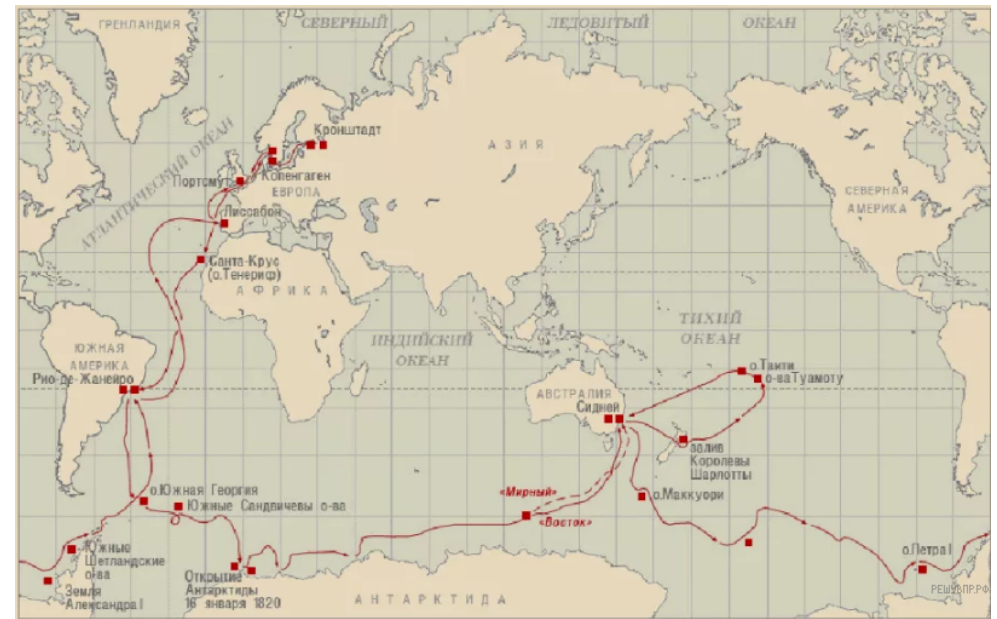 ГРЕНЛАНДИЯ
СЕВЕРНЫЙ
ЛЕДОВИТЫЙ
ОКЕАН
Кронштадт
АЗИЯ
АТЛАНТИЧЕСКИЙ ОКЕАН
Портсмут
Копенгаген
ЕВРОПА
СЕВЕРНАЯ
АМЕРИКА
Лиссабон
Санта-Крус
(о.Тенериф)
АФРИКА
ТИХИЙ
ОКЕАН
ИНДИЙСКИЙ
ОКЕАН
ЮЖНАЯ
АМЕРИКА
Рио-де-Жанейро
о.Таити
о-ва Туамоту
АВСТРАЛИЯ
Сидней
залив
Королевы
Шарлотты
о.Южная Георгия
Южные Сандвичевы о-ва
«Мирный»
«Восток»
о.Маккуори
Южные
Шетландские
о-ва
Земля
Александра I
Открытие
Антарктиды
16 января 1820
АНТАРКТИДА
о.Петра I
РЕШУВПР.РФ